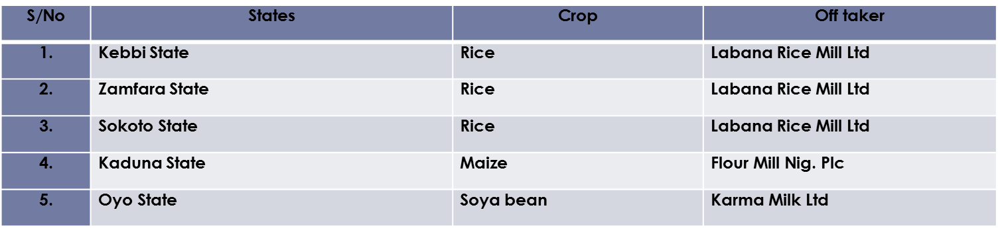 S/No States Crop Off taker
1. Kebbi State Rice Labana Rice Mill Ltd
2. Zamfara State Rice Labana Rice Mill Ltd
3. Sokoto State Rice Labana Rice Mill Ltd
4. Kaduna State Maize Flour Mill Nig. Plc
5. Oyo State Soya bean Karma Milk Ltd